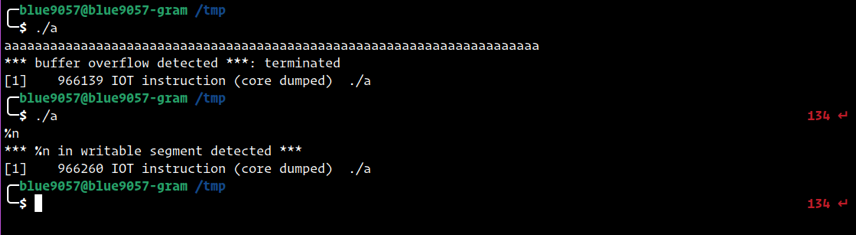 blue9057@blue9057-gram /tmp
$ ./a
aaaaaaaaaaaaaaaaaaaaaaaaaaaaaaaaaaaaaaaaaaaaaaaaaaaaaaaaaaaaaaaaaaaaaa
*** buffer overflow detected ***: terminated
[1]    966139 IOT instruction (core dumped)  ./a
blue9057@blue9057-gram /tmp
$ ./a 134 ↵
%n
*** %n in writable segment detected ***
[1]    966260 IOT instruction (core dumped)  ./a
blue9057@blue9057-gram /tmp
$ 134 ↵